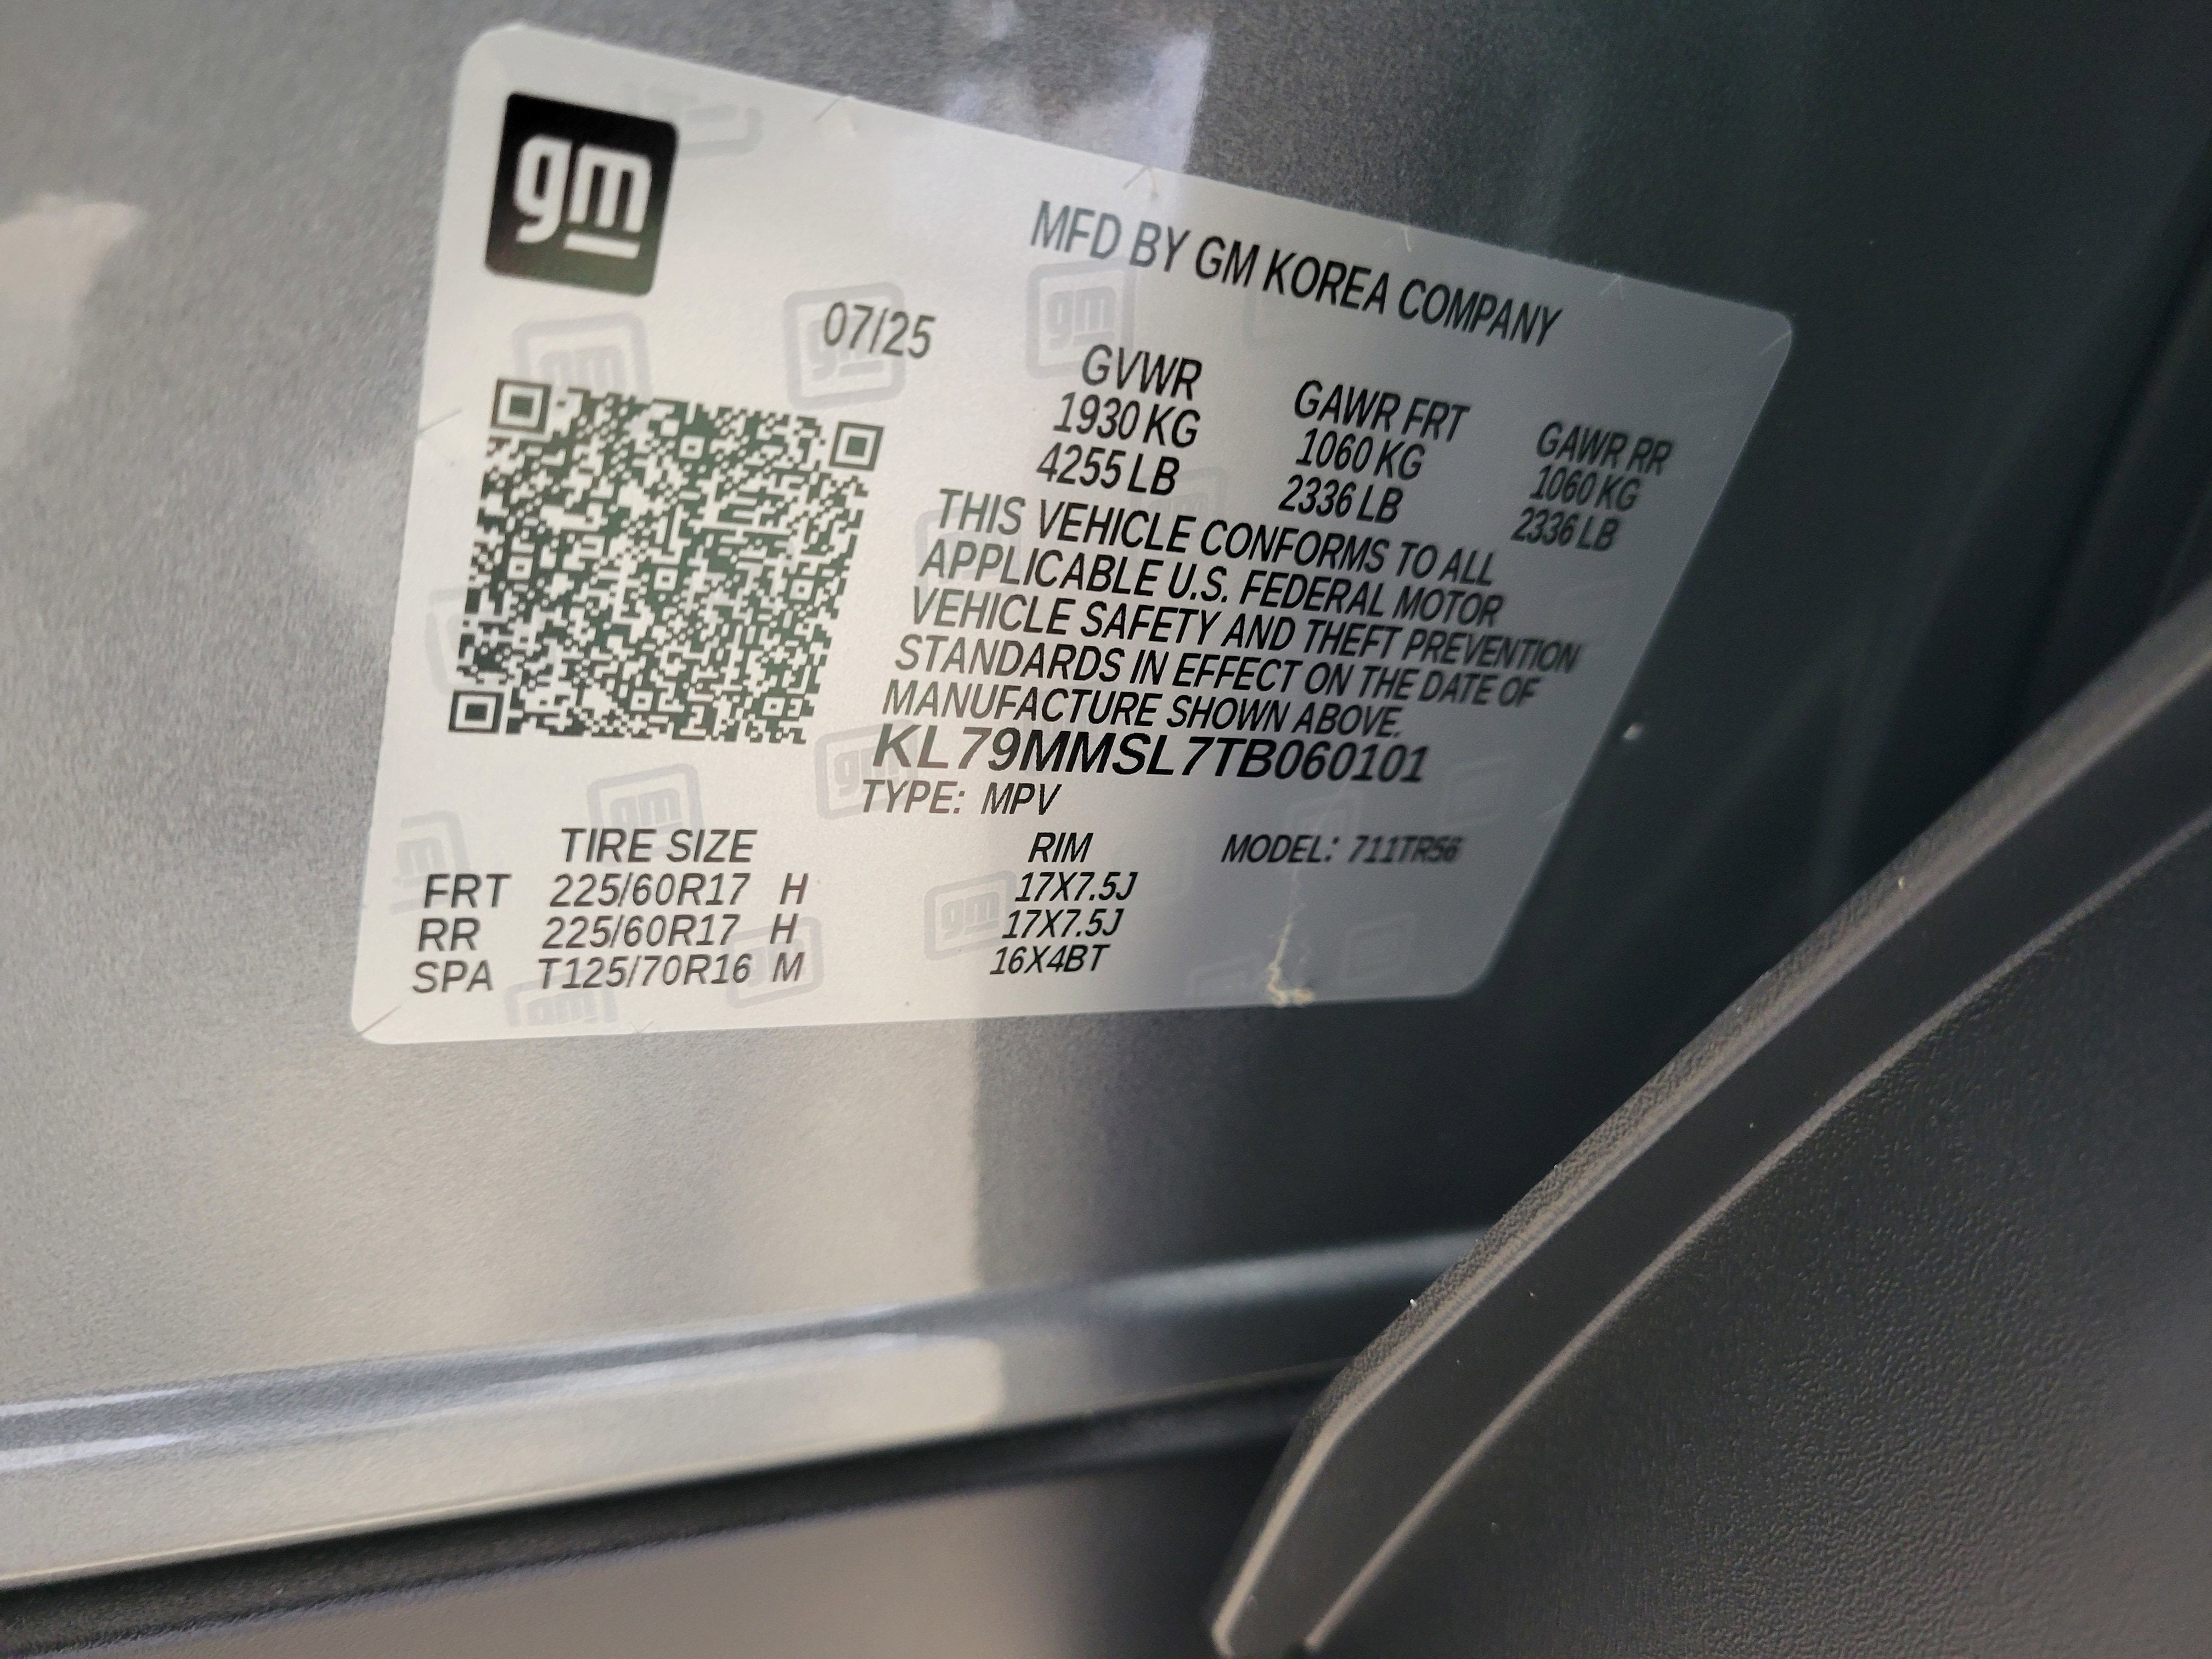 gm
MFD BY GM KOREA COMPANY
07/25
GVWR GAWR FRT GAWR RR
1930 KG 1060 KG 1060 KG
4255 LB 2336 LB 2336 LB
THIS VEHICLE CONFORMS TO ALL
APPLICABLE U.S. FEDERAL MOTOR
VEHICLE SAFETY AND THEFT PREVENTION
STANDARDS IN EFFECT ON THE DATE OF
MANUFACTURE SHOWN ABOVE.
KL79MMSL7TB060101
TYPE: MPV
TIRE SIZE RIM MODEL: 711TR56
FRT 225/60R17 H 17X7.5J
RR 225/60R17 H 17X7.5J
SPA T125/70R16 M 16X4BT